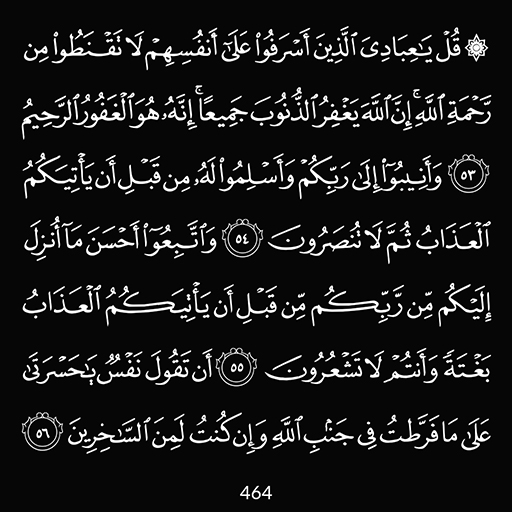 ۞ قُلْ يَٰعِبَادِىَ ٱلَّذِينَ أَسْرَفُوا۟ عَلَىٰٓ أَنفُسِهِمْ لَا تَقْنَطُوا۟ مِن
رَّحْمَةِ ٱللَّهِ ۚ إِنَّ ٱللَّهَ يَغْفِرُ ٱلذُّنُوبَ جَمِيعًا ۚ إِنَّهُۥ هُوَ ٱلْغَفُورُ ٱلرَّحِيمُ
٥٣ وَأَنِيبُوٓا۟ إِلَىٰ رَبِّكُمْ وَأَسْلِمُوا۟ لَهُۥ مِن قَبْلِ أَن يَأْتِيَكُمُ
ٱلْعَذَابُ ثُمَّ لَا تُنصَرُونَ ٥٤ وَٱتَّبِعُوٓا۟ أَحْسَنَ مَآ أُنزِلَ
إِلَيْكُم مِّن رَّبِّكُم مِّن قَبْلِ أَن يَأْتِيَكُمُ ٱلْعَذَابُ
بَغْتَةً وَأَنتُمْ لَا تَشْعُرُونَ ٥٥ أَن تَقُولَ نَفْسٌ يَٰحَسْرَتَىٰ
عَلَىٰ مَا فَرَّطتُ فِى جَنۢبِ ٱللَّهِ وَإِن كُنتُ لَمِنَ ٱلسَّٰخِرِينَ ٥٦
464